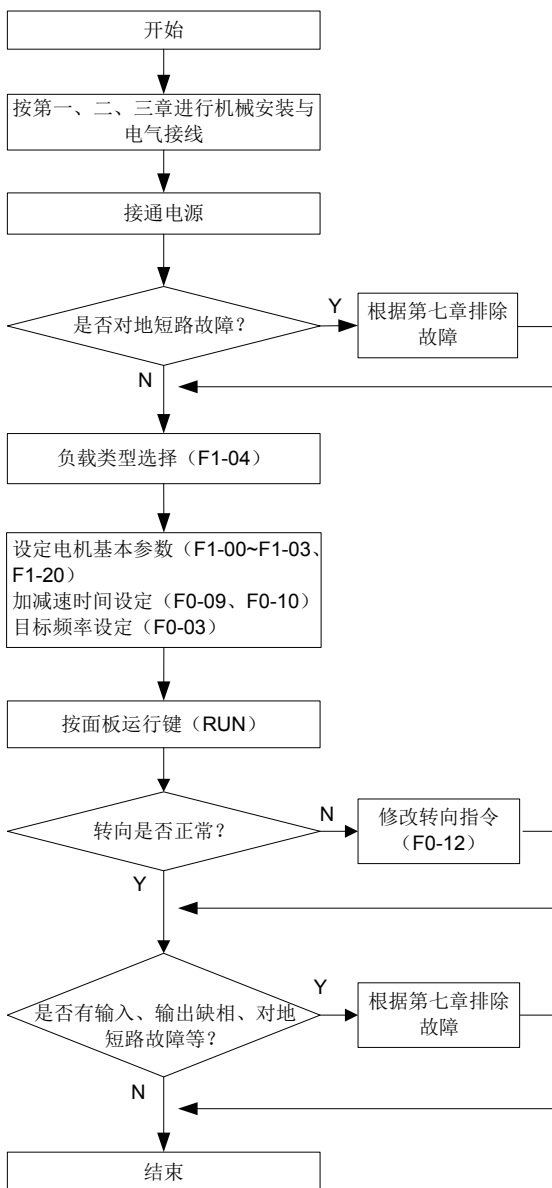 开始
按第一、二、三章进行机械安装与
电气接线
接通电源
是否对地短路故障?
Y
根据第七章排除
故障
N
负载类型选择（F1-04）
设定电机基本参数（F1-00~F1-03、
F1-20）
加减速时间设定（F0-09、F0-10）
目标频率设定（F0-03）
按面板运行键（RUN）
转向是否正常?
N
修改转向指令
（F0-12）
Y
是否有输入、输出缺相、对地
短路故障等?
Y
根据第七章排除
故障
N
结束